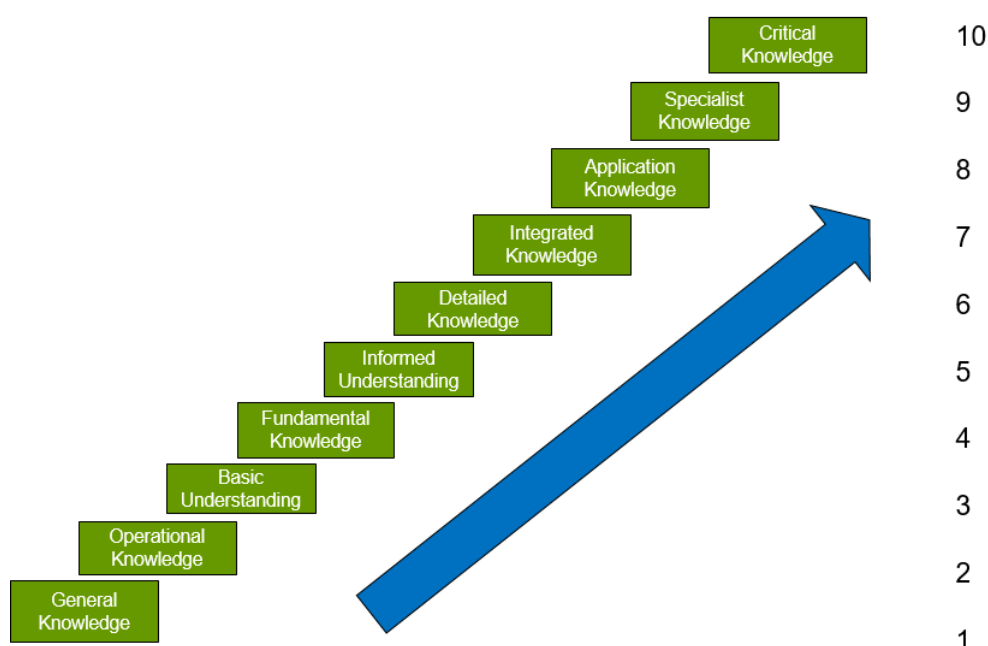 Critical
Knowledge
10
Specialist
Knowledge
9
Application
Knowledge
8
Integrated
Knowledge
7
Detailed
Knowledge
6
Informed
Understanding
5
Fundamental
Knowledge
4
Basic
Understanding
3
Operational
Knowledge
2
General
Knowledge
1